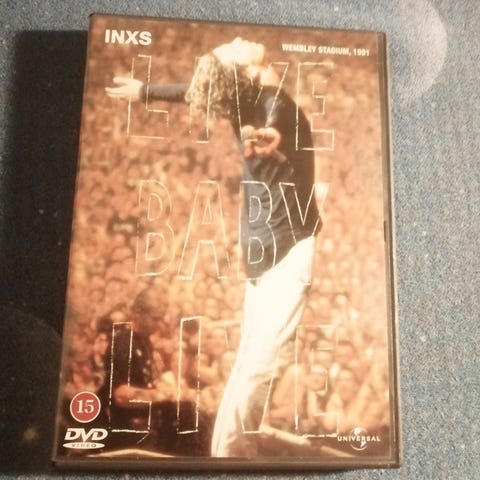 INXS
WEMBLEY STADIUM, 1991
LIVE
BABY
LIVE
15
DVD
VIDEO
UNIVERSAL